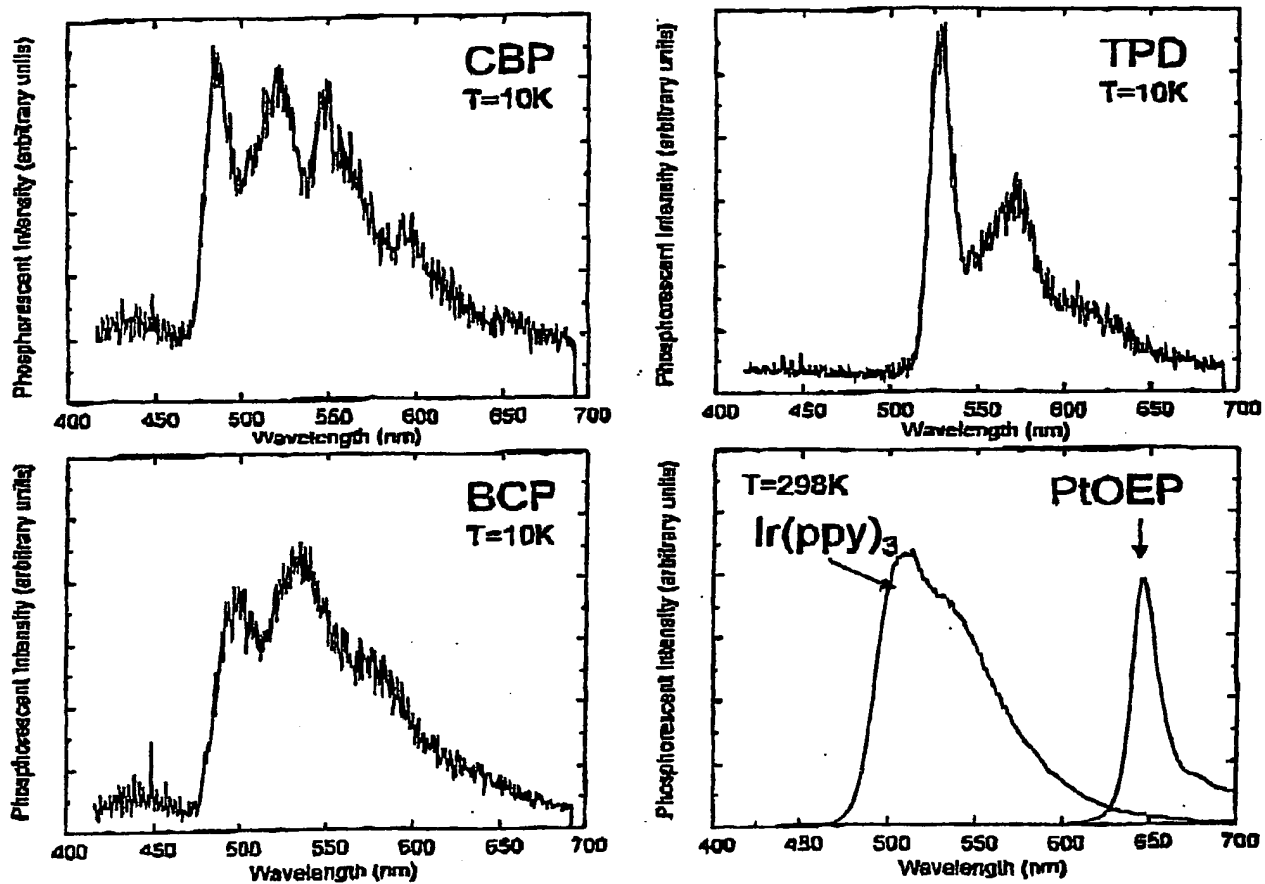 Phosphorescent Intensity (arbitrary units)
CBP
T=10K
400 450 500 550 600 650 700
Wavelength (nm)
Phosphorescent Intensity (arbitrary units)
TPD
T=10K
400 450 500 550 600 650 700
Wavelength (nm)
Phosphorescent Intensity (arbitrary units)
BCP
T=10K
400 450 500 550 600 650 700
Wavelength (nm)
Phosphorescent Intensity (arbitrary units)
T=298K
PtOEP
Ir(ppy)₃
400 450 500 550 600 650 700
Wavelength (nm)